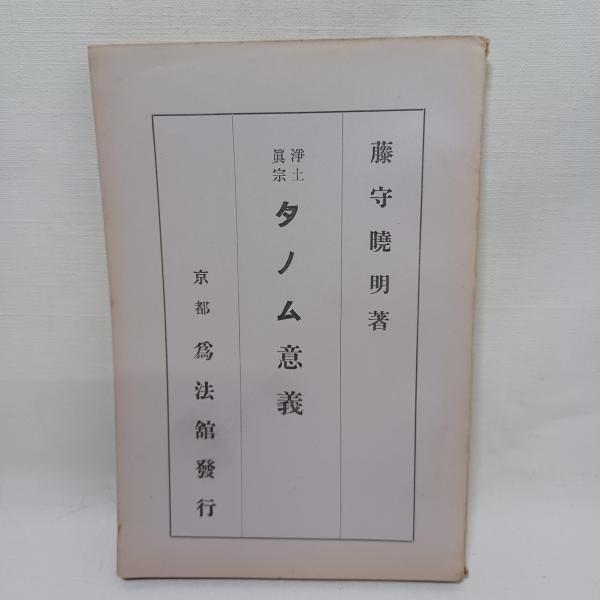 藤守曉明著
淨土
眞宗
タノム意義
京都 爲法舘發行